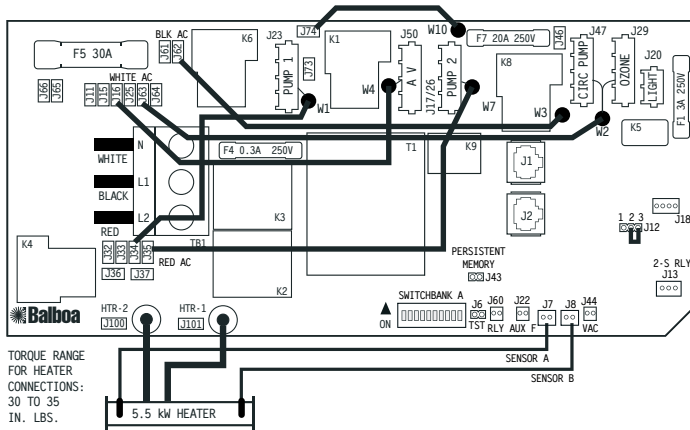 BLK AC
J61
J62
K6
J23
PUMP 1
J74
J73
K1
J50
A V
W10
F7 20A 250V
J46
J47
CIRC PUMP
J29
OZONE
J20
LIGHT
F1 3A 250V
F5 30A
WHITE AC
J66
J65
J11
J15
J16
J25
J63
J64
W1
W4
J17/26
PUMP 2
W7
K8
W3
W2
K5
N
WHITE
L1
BLACK
L2
RED
TB1
F4 0.3A 250V
K3
K2
T1
K9
J1
J2
K4
J32
J33
J34
J35
RED AC
J36
J37
PERSISTENT
MEMORY
J43
1 2 3
J12
J18
2-S RLY
J13
Balboa
HTR-2
J100
HTR-1
J101
ON
SWITCHBANK A
J6
TST
J60
RLY
J22
AUX F
J7
J8
J44
VAC
SENSOR A
SENSOR B
TORQUE RANGE
FOR HEATER
CONNECTIONS:
30 TO 35
IN. LBS.
5.5 kW HEATER